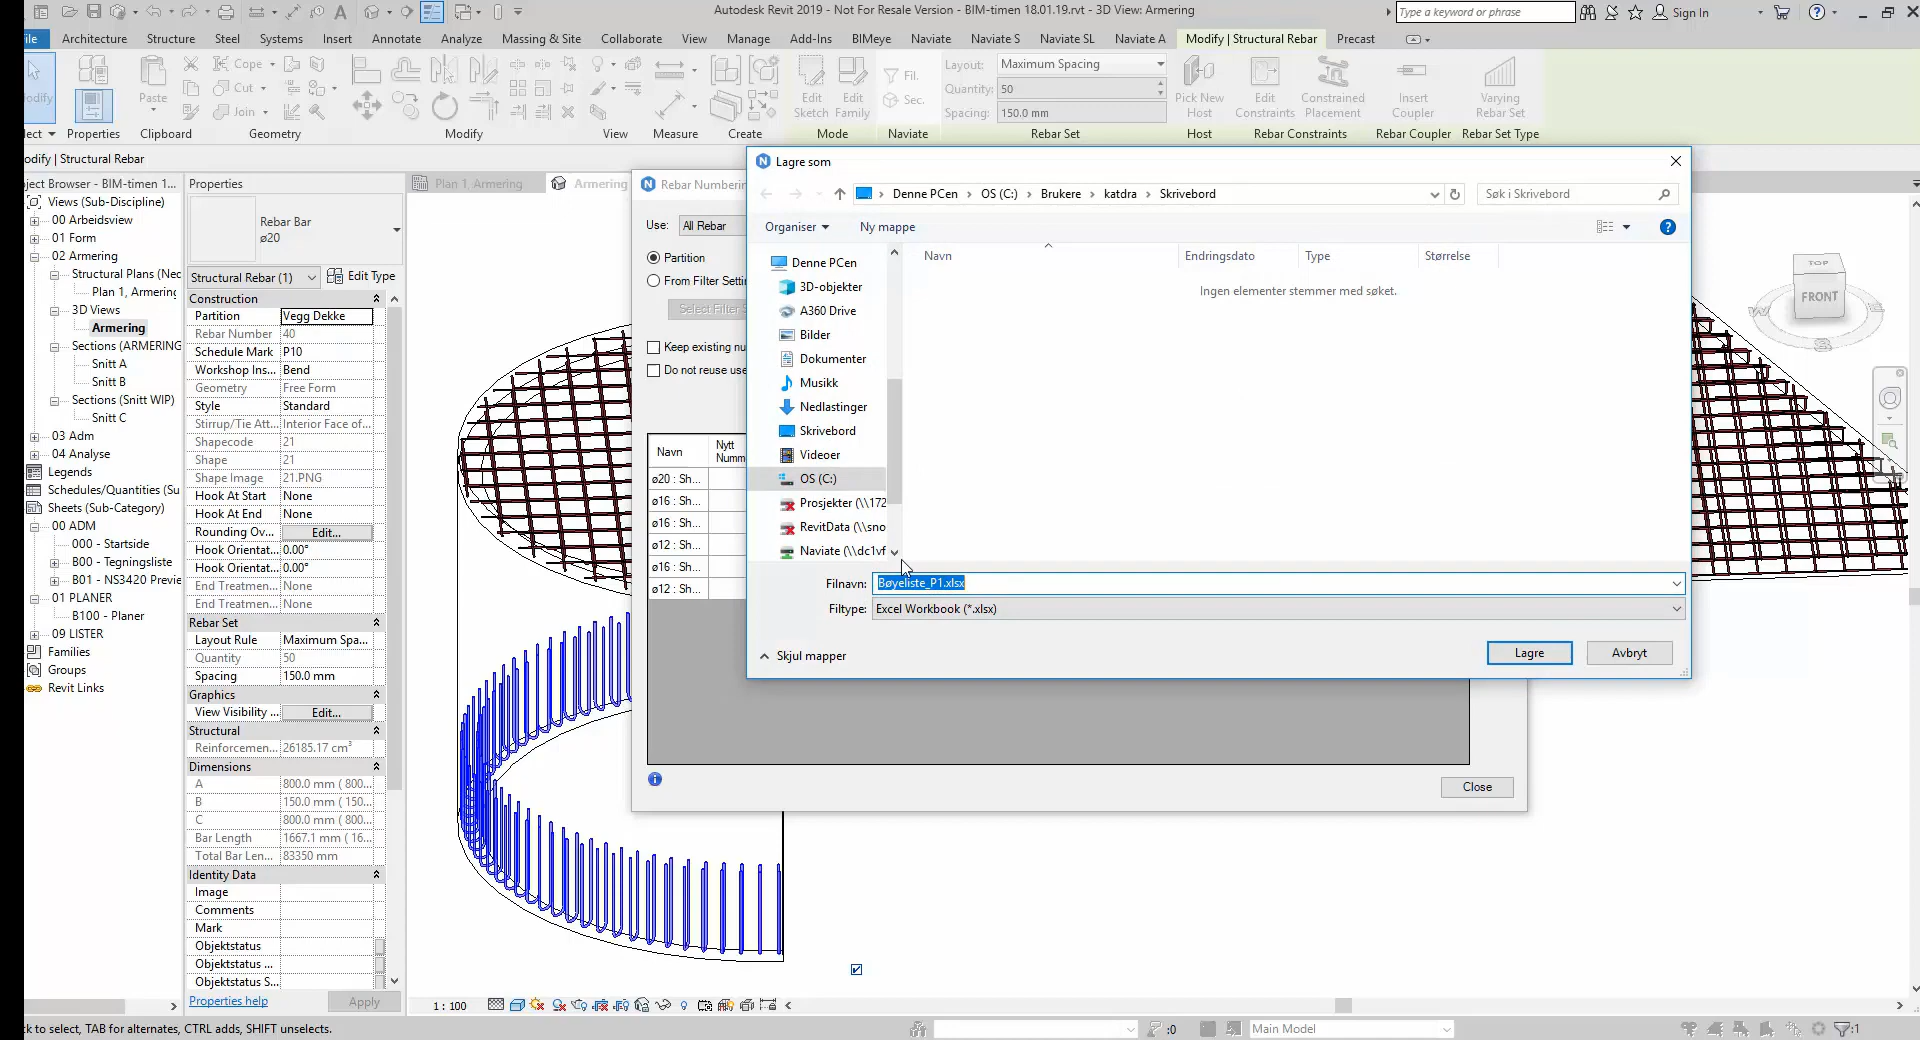 Autodesk Revit 2019 - Not For Resale Version - BIM-timen 18.01.19.rvt - 3D View: Armering
Type a keyword or phrase
Sign In
ile
Architecture
Structure
Steel
Systems
Insert
Annotate
Analyze
Massing & Site
Collaborate
View
Manage
Add-Ins
BIMeye
Naviate
Naviate S
Naviate SL
Naviate A
Modify | Structural Rebar
Precast
odify
Paste
Cope
Cut
Join
Edit Sketch
Edit Family
Fil.
Sec.
Layout:
Maximum Spacing
Quantity:
50
Spacing:
150.0 mm
Pick New Host
Edit Constraints
Constrained Placement
Insert Coupler
Varying Rebar Set
lect
Properties
Clipboard
Geometry
Modify
View
Measure
Create
Mode
Naviate
Rebar Set
Host
Rebar Constraints
Rebar Coupler
Rebar Set Type
odify | Structural Rebar
ject Browser - BIM-timen 1...
Views (Sub-Discipline)
00 Arbeidsview
01 Form
02 Armering
Structural Plans (Nec
Plan 1, Armering
3D Views
Armering
Sections (ARMERING
Snitt A
Snitt B
Sections (Snitt WIP)
Snitt C
03 Adm
04 Analyse
Legends
Schedules/Quantities (Su
Sheets (Sub-Category)
00 ADM
000 - Startside
B00 - Tegningsliste
B01 - NS3420 Previe
01 PLANER
B100 - Planer
09 LISTER
Families
Groups
Revit Links
Properties
Rebar Bar
ø20
Structural Rebar (1)
Edit Type
Construction
Partition Vegg Dekke
Rebar Number 40
Schedule Mark P10
Workshop Ins... Bend
Geometry Free Form
Style Standard
Stirrup/Tie Att... Interior Face of...
Shapecode 21
Shape 21
Shape Image 21.PNG
Hook At Start None
Hook At End None
Rounding Ov... Edit...
Hook Orientat... 0.00°
Hook Orientat... 0.00°
End Treatmen... None
End Treatmen... None
Rebar Set
Layout Rule Maximum Spa...
Quantity 50
Spacing 150.0 mm
Graphics
View Visibility ... Edit...
Structural
Reinforcemen... 26185.17 cm³
Dimensions
A 800.0 mm ( 800...
B 150.0 mm ( 150...
C 800.0 mm ( 800...
Bar Length 1667.1 mm ( 16...
Total Bar Len... 83350 mm
Identity Data
Image
Comments
Mark
Objektstatus
Objektstatus ...
Objektstatus S...
Properties help
Apply
Plan 1, Armering
Armering
Rebar Numberin
Use: All Rebar
Partition
From Filter Settin
Select Filter S
Keep existing nu
Do not reuse use
Navn
Nytt Numm
ø20 : Sh...
ø16 : Sh...
ø16 : Sh...
ø12 : Sh...
ø16 : Sh...
ø12 : Sh...
Close
Lagre som
Denne PCen
OS (C:)
Brukere
katdra
Skrivebord
Søk i Skrivebord
Organiser
Ny mappe
Denne PCen
3D-objekter
A360 Drive
Bilder
Dokumenter
Musikk
Nedlastinger
Skrivebord
Videoer
OS (C:)
Prosjekter (\\172
RevitData (\\sno
Naviate (\\dc1vf
Navn
Endringsdato
Type
Størrelse
Ingen elementer stemmer med søket.
Filnavn: Bøyeliste_P1.xlsx
Filtype: Excel Workbook (*.xlsx)
Skjul mapper
Lagre
Avbryt
TOP
FRONT
W
S
E
1 : 100
ck to select, TAB for alternates, CTRL adds, SHIFT unselects.
:0
Main Model
:1